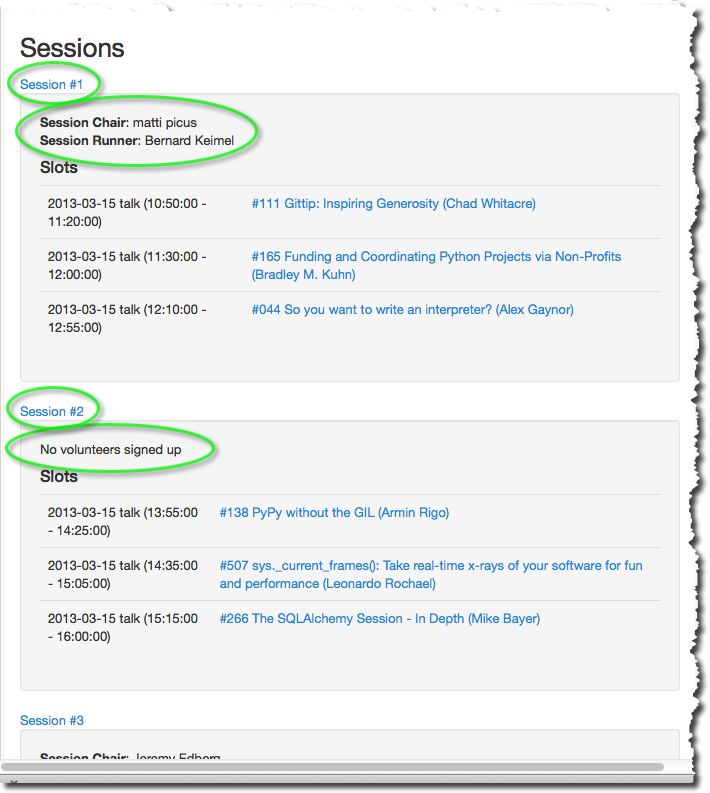 Sessions
Session #1
Session Chair: matti picus
Session Runner: Bernard Keimel
Slots
2013-03-15 talk (10:50:00 - 11:20:00)
#111 Gittip: Inspiring Generosity (Chad Whitacre)
2013-03-15 talk (11:30:00 - 12:00:00)
#165 Funding and Coordinating Python Projects via Non-Profits
(Bradley M. Kuhn)
2013-03-15 talk (12:10:00 - 12:55:00)
#044 So you want to write an interpreter? (Alex Gaynor)
Session #2
No volunteers signed up
Slots
2013-03-15 talk (13:55:00 - 14:25:00)
#138 PyPy without the GIL (Armin Rigo)
2013-03-15 talk (14:35:00 - 15:05:00)
#507 sys._current_frames(): Take real-time x-rays of your software for fun
and performance (Leonardo Rochael)
2013-03-15 talk (15:15:00 - 16:00:00)
#266 The SQLAlchemy Session - In Depth (Mike Bayer)
Session #3
Session Chair: Jeremy Edberg